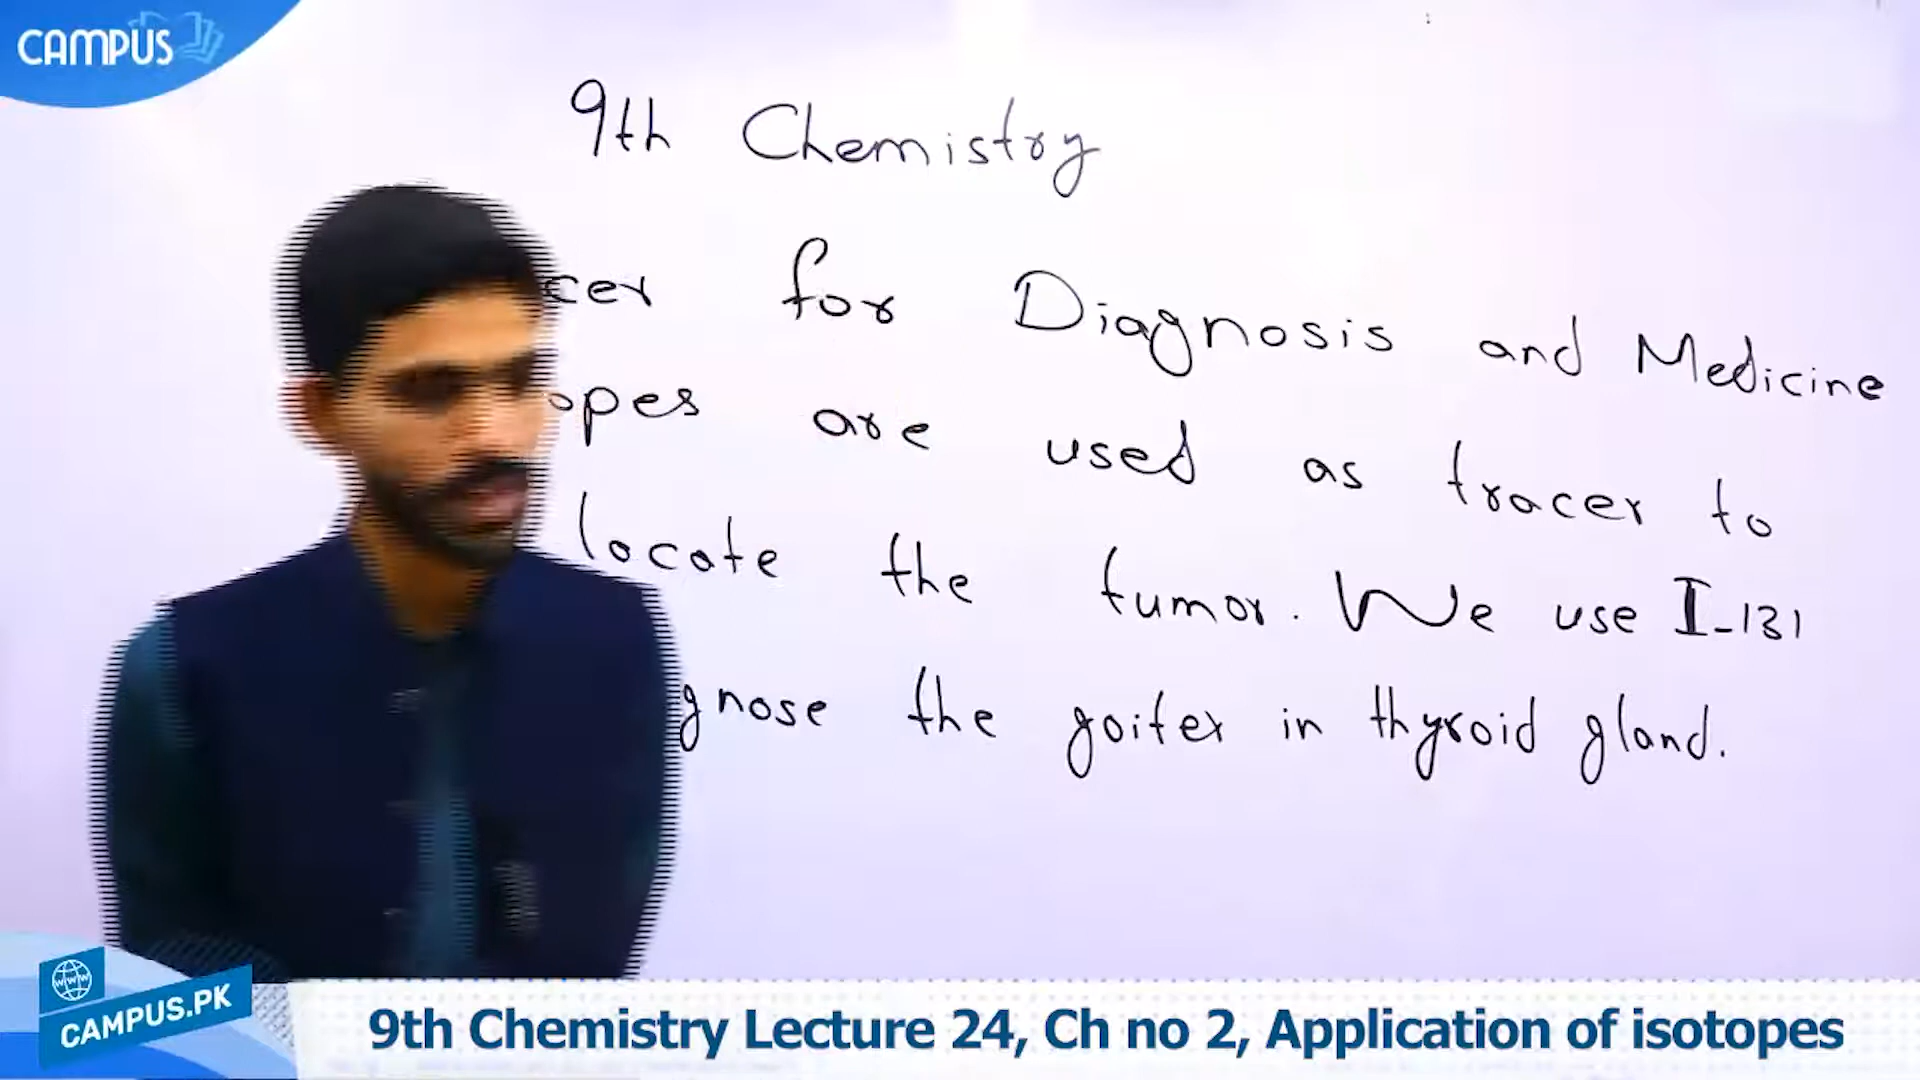 CAMPUS
9th Chemistry
cer for Diagnosis and Medicine
opes are used as tracer to
locate the tumor. We use I-131
gnose the goiter in thyroid gland.
www
CAMPUS.PK
9th Chemistry Lecture 24, Ch no 2, Application of isotopes